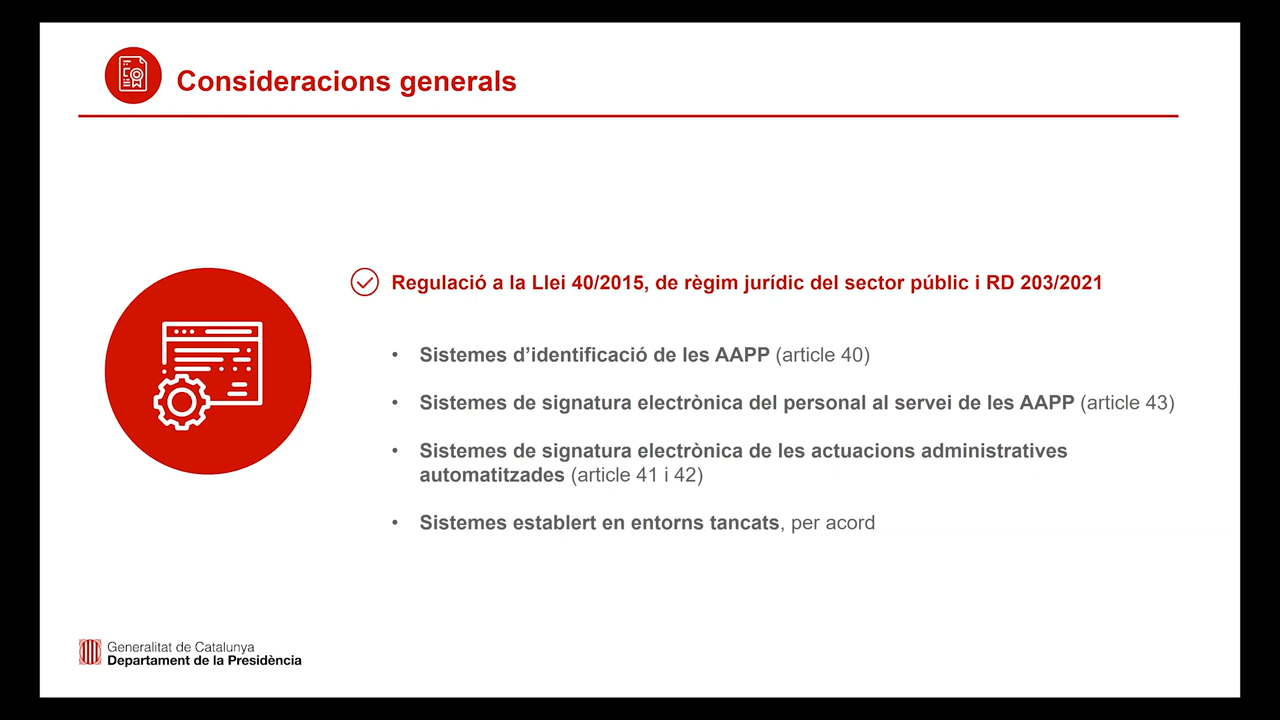 Consideracions generals
Regulació a la Llei 40/2015, de règim jurídic del sector públic i RD 203/2021
• Sistemes d’identificació de les AAPP (article 40)
• Sistemes de signatura electrònica del personal al servei de les AAPP (article 43)
• Sistemes de signatura electrònica de les actuacions administratives
automatitzades (article 41 i 42)
• Sistemes establert en entorns tancats, per acord
Generalitat de Catalunya
Departament de la Presidència